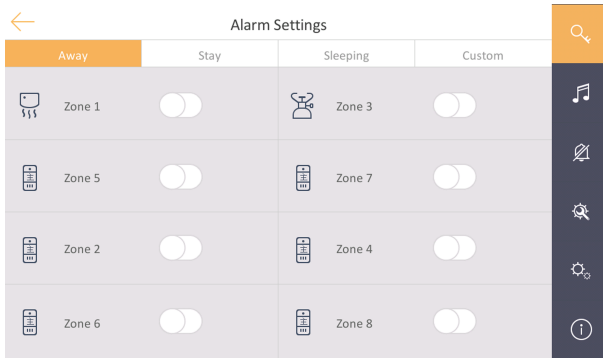 Alarm Settings
Away Stay Sleeping Custom
Zone 1 Zone 3
Zone 5 Zone 7
Zone 2 Zone 4
Zone 6 Zone 8